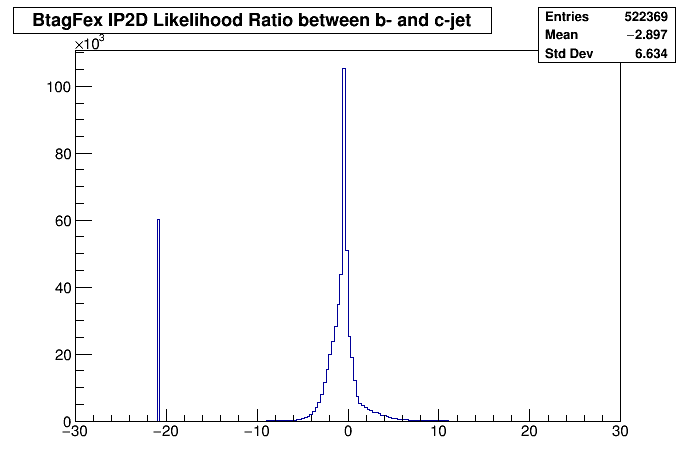 BtagFex IP2D Likelihood Ratio between b- and c-jet
Entries 522369
Mean −2.897
Std Dev 6.634
×10³
100
80
60
40
20
0
−30 −20 −10 0 10 20 30